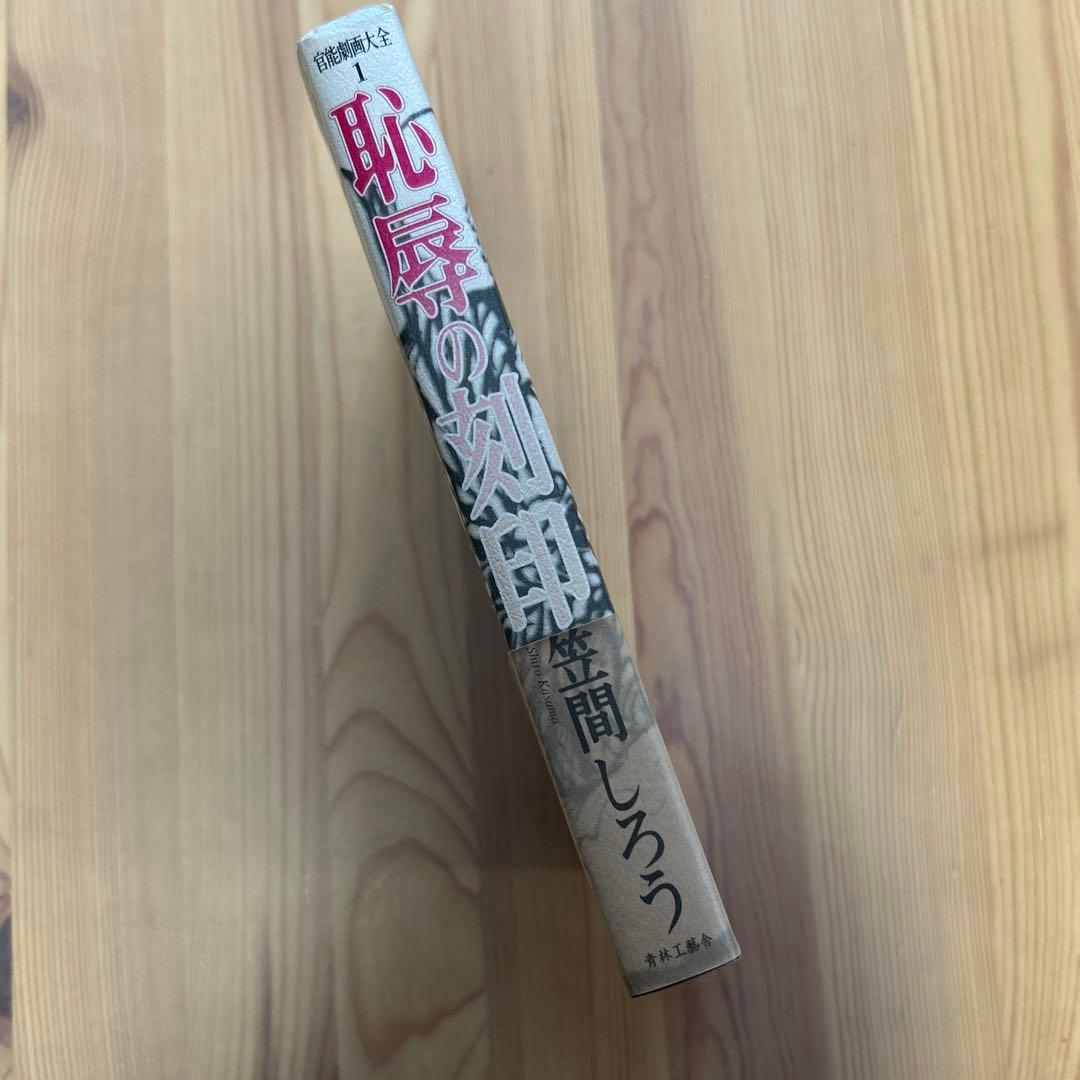 官能劇画大全
1
恥辱の刻印
笠間しろう
Shiro Kasama
青林工藝舎